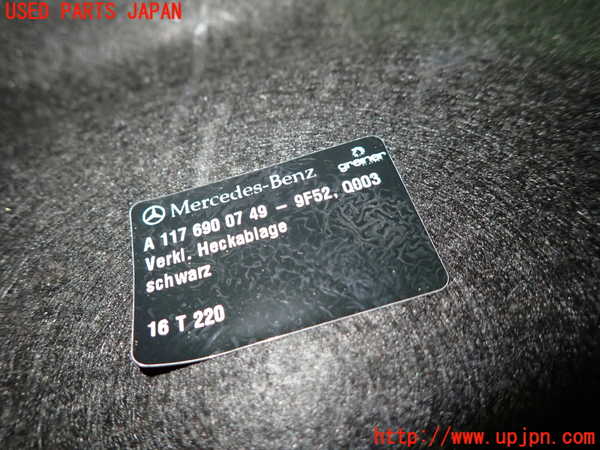 USED PARTS JAPAN
greiner
Mercedes-Benz
A 117 690 07 49 - 9F52, Q003
Verkl. Heckablage
schwarz
16 T 220
http://www.upjpn.com/